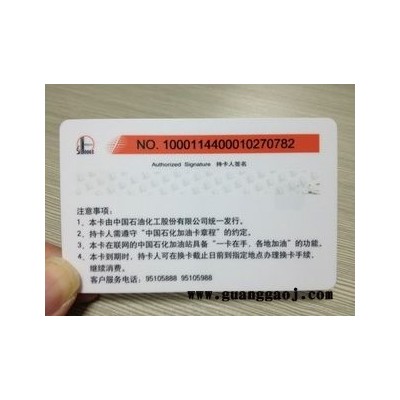 NO. 1000114400010270782
Authorized Signature 持卡人签名
注意事项：
1、本卡由中国石油化工股份有限公司统一发行。
2、持卡人需遵守“中国石化加油卡章程”的约定。
3、本卡在联网的中国石化加油站具备“一卡在手，各地加油”的功能。
4、本卡到期时，持卡人可在换卡截止日前到指定地点办理换卡手续，
继续消费。
客户服务电话：95105888 95105988
www.guanggaoj.com